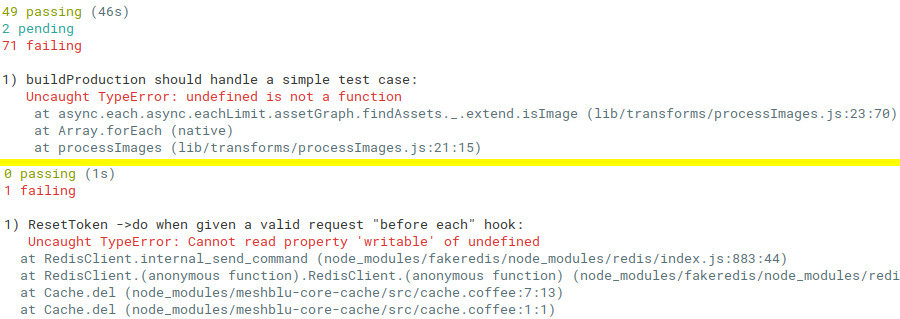 49 passing (46s)
2 pending
71 failing
1) buildProduction should handle a simple test case:
Uncaught TypeError: undefined is not a function
at async.each.async.eachLimit.assetGraph.findAssets._.extend.isImage (lib/transforms/processImages.js:23:70)
at Array.forEach (native)
at processImages (lib/transforms/processImages.js:21:15)
0 passing (1s)
1 failing
1) ResetToken ->do when given a valid request "before each" hook:
Uncaught TypeError: Cannot read property 'writable' of undefined
at RedisClient.internal_send_command (node_modules/fakeredis/node_modules/redis/index.js:883:44)
at RedisClient.(anonymous function).RedisClient.(anonymous function) (node_modules/fakeredis/node_modules/redi
at Cache.del (node_modules/meshblu-core-cache/src/cache.coffee:7:13)
at Cache.del (node_modules/meshblu-core-cache/src/cache.coffee:1:1)